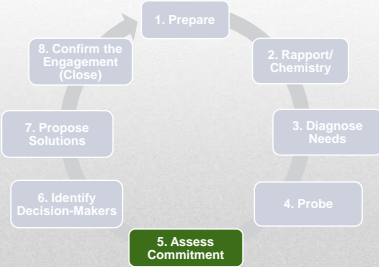 1. Prepare
2. Rapport/
Chemistry
3. Diagnose
Needs
4. Probe
5. Assess
Commitment
6. Identify
Decision-Makers
7. Propose
Solutions
8. Confirm the
Engagement
(Close)